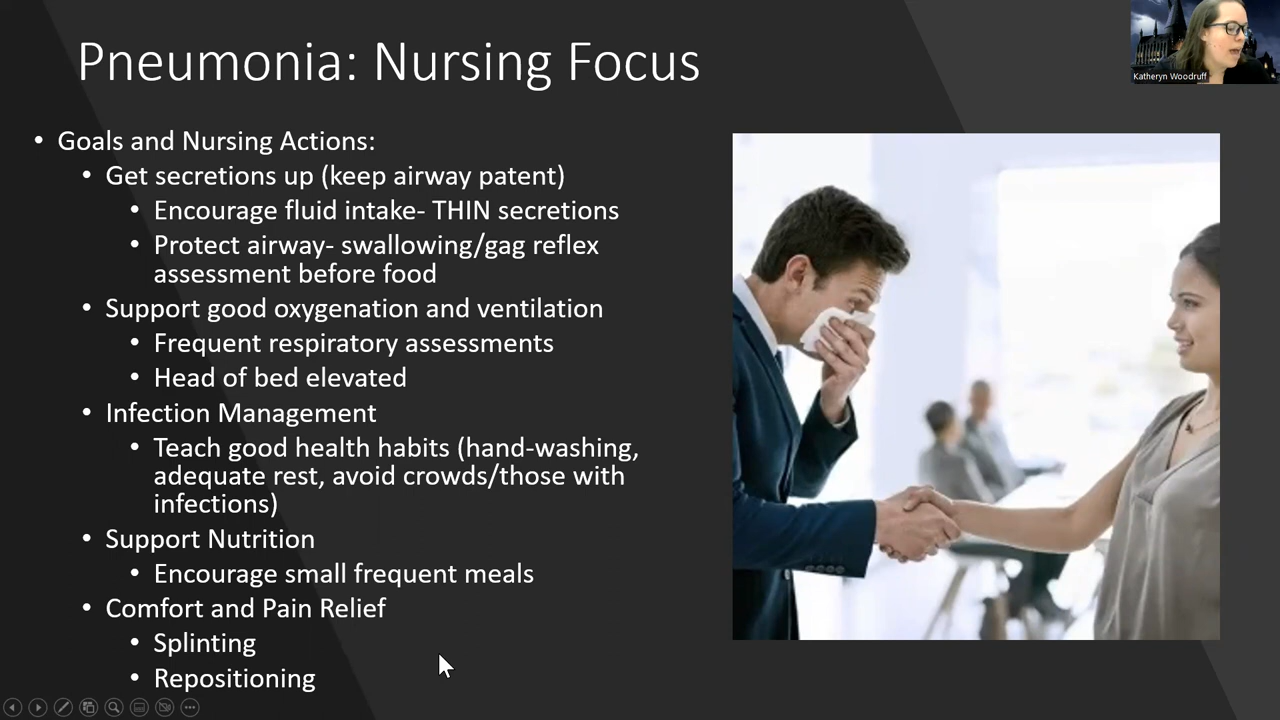 Pneumonia: Nursing Focus
Katheryn Woodruff
• Goals and Nursing Actions:
• Get secretions up (keep airway patent)
• Encourage fluid intake- THIN secretions
• Protect airway- swallowing/gag reflex
assessment before food
• Support good oxygenation and ventilation
• Frequent respiratory assessments
• Head of bed elevated
• Infection Management
• Teach good health habits (hand-washing,
adequate rest, avoid crowds/those with
infections)
• Support Nutrition
• Encourage small frequent meals
• Comfort and Pain Relief
• Splinting
• Repositioning